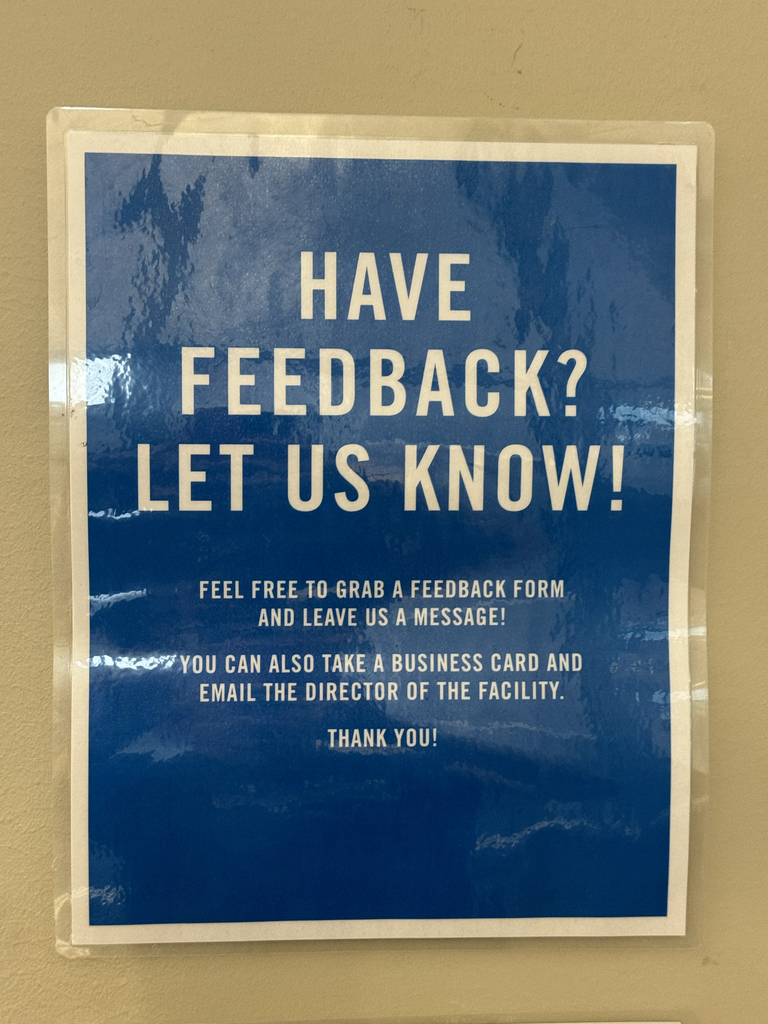 HAVE
FEEDBACK?
LET US KNOW!
FEEL FREE TO GRAB A FEEDBACK FORM
AND LEAVE US A MESSAGE!
YOU CAN ALSO TAKE A BUSINESS CARD AND
EMAIL THE DIRECTOR OF THE FACILITY.
THANK YOU!